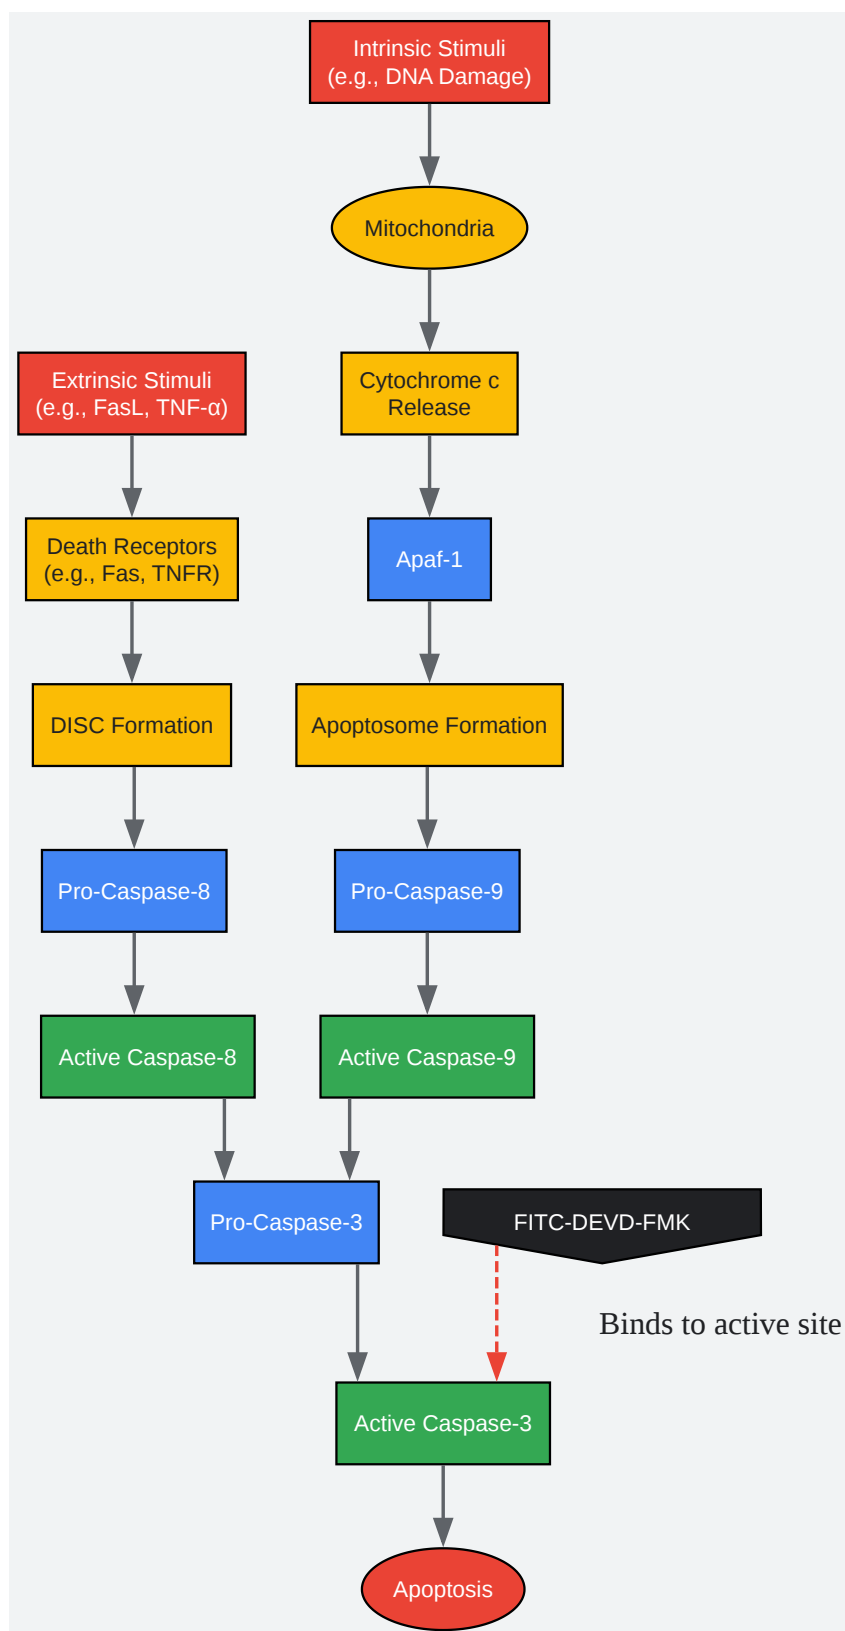 Intrinsic Stimuli
(e.g., DNA Damage)
Mitochondria
Extrinsic Stimuli
(e.g., FasL, TNF-α)
Cytochrome c
Release
Death Receptors
(e.g., Fas, TNFR)
Apaf-1
DISC Formation
Apoptosome Formation
Pro-Caspase-8
Pro-Caspase-9
Active Caspase-8
Active Caspase-9
Pro-Caspase-3
FITC-DEVD-FMK
Binds to active site
Active Caspase-3
Apoptosis